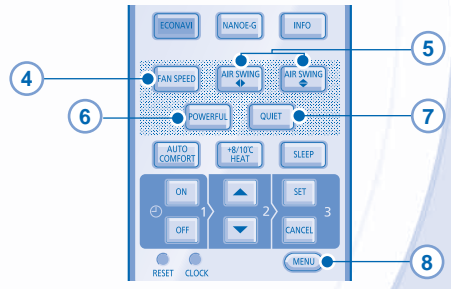 ECONAVI NANOE-G INFO
5
4 FAN SPEED AIR SWING AIR SWING
6 POWERFUL QUIET 7
AUTO COMFORT +8/10℃ HEAT SLEEP
ON SET
1 2 3
OFF CANCEL
RESET CLOCK MENU 8